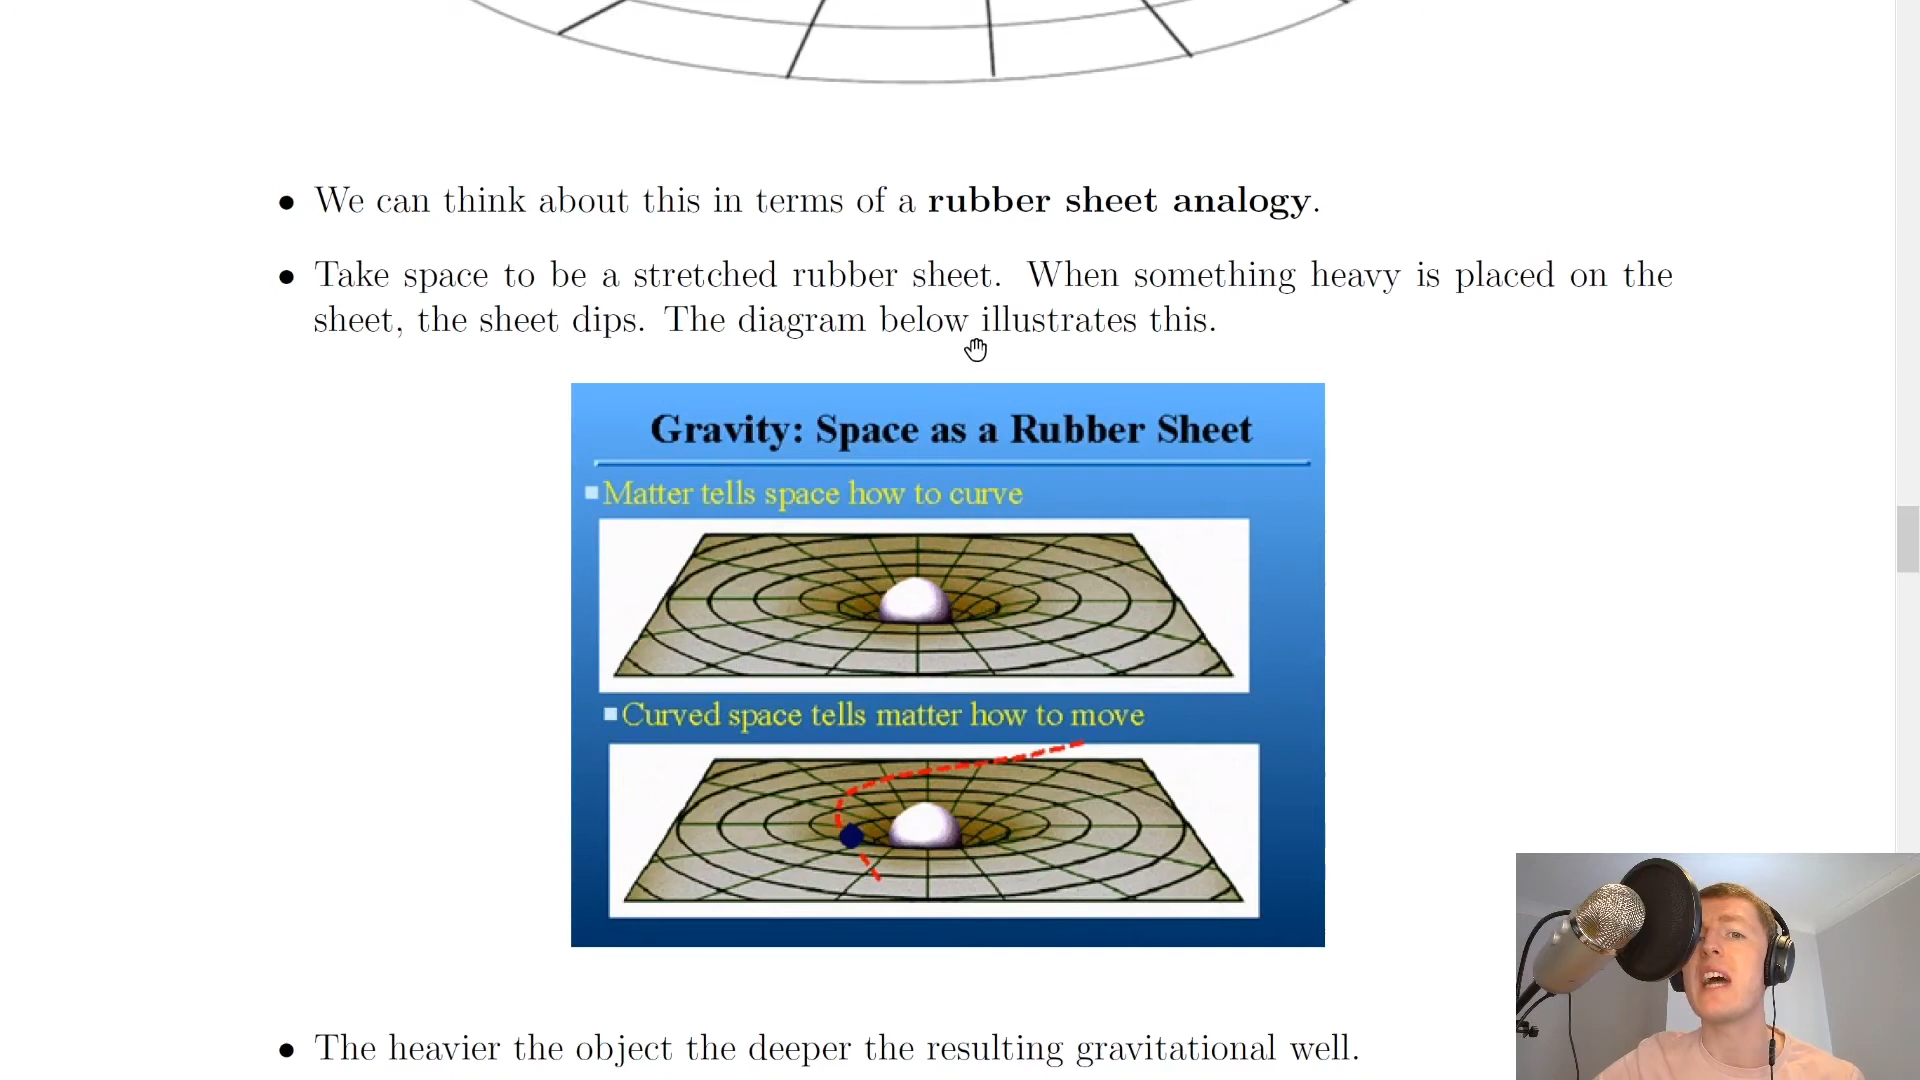 • We can think about this in terms of a rubber sheet analogy.
• Take space to be a stretched rubber sheet. When something heavy is placed on the
sheet, the sheet dips. The diagram below illustrates this.
Gravity: Space as a Rubber Sheet
Matter tells space how to curve
Curved space tells matter how to move
• The heavier the object the deeper the resulting gravitational well.